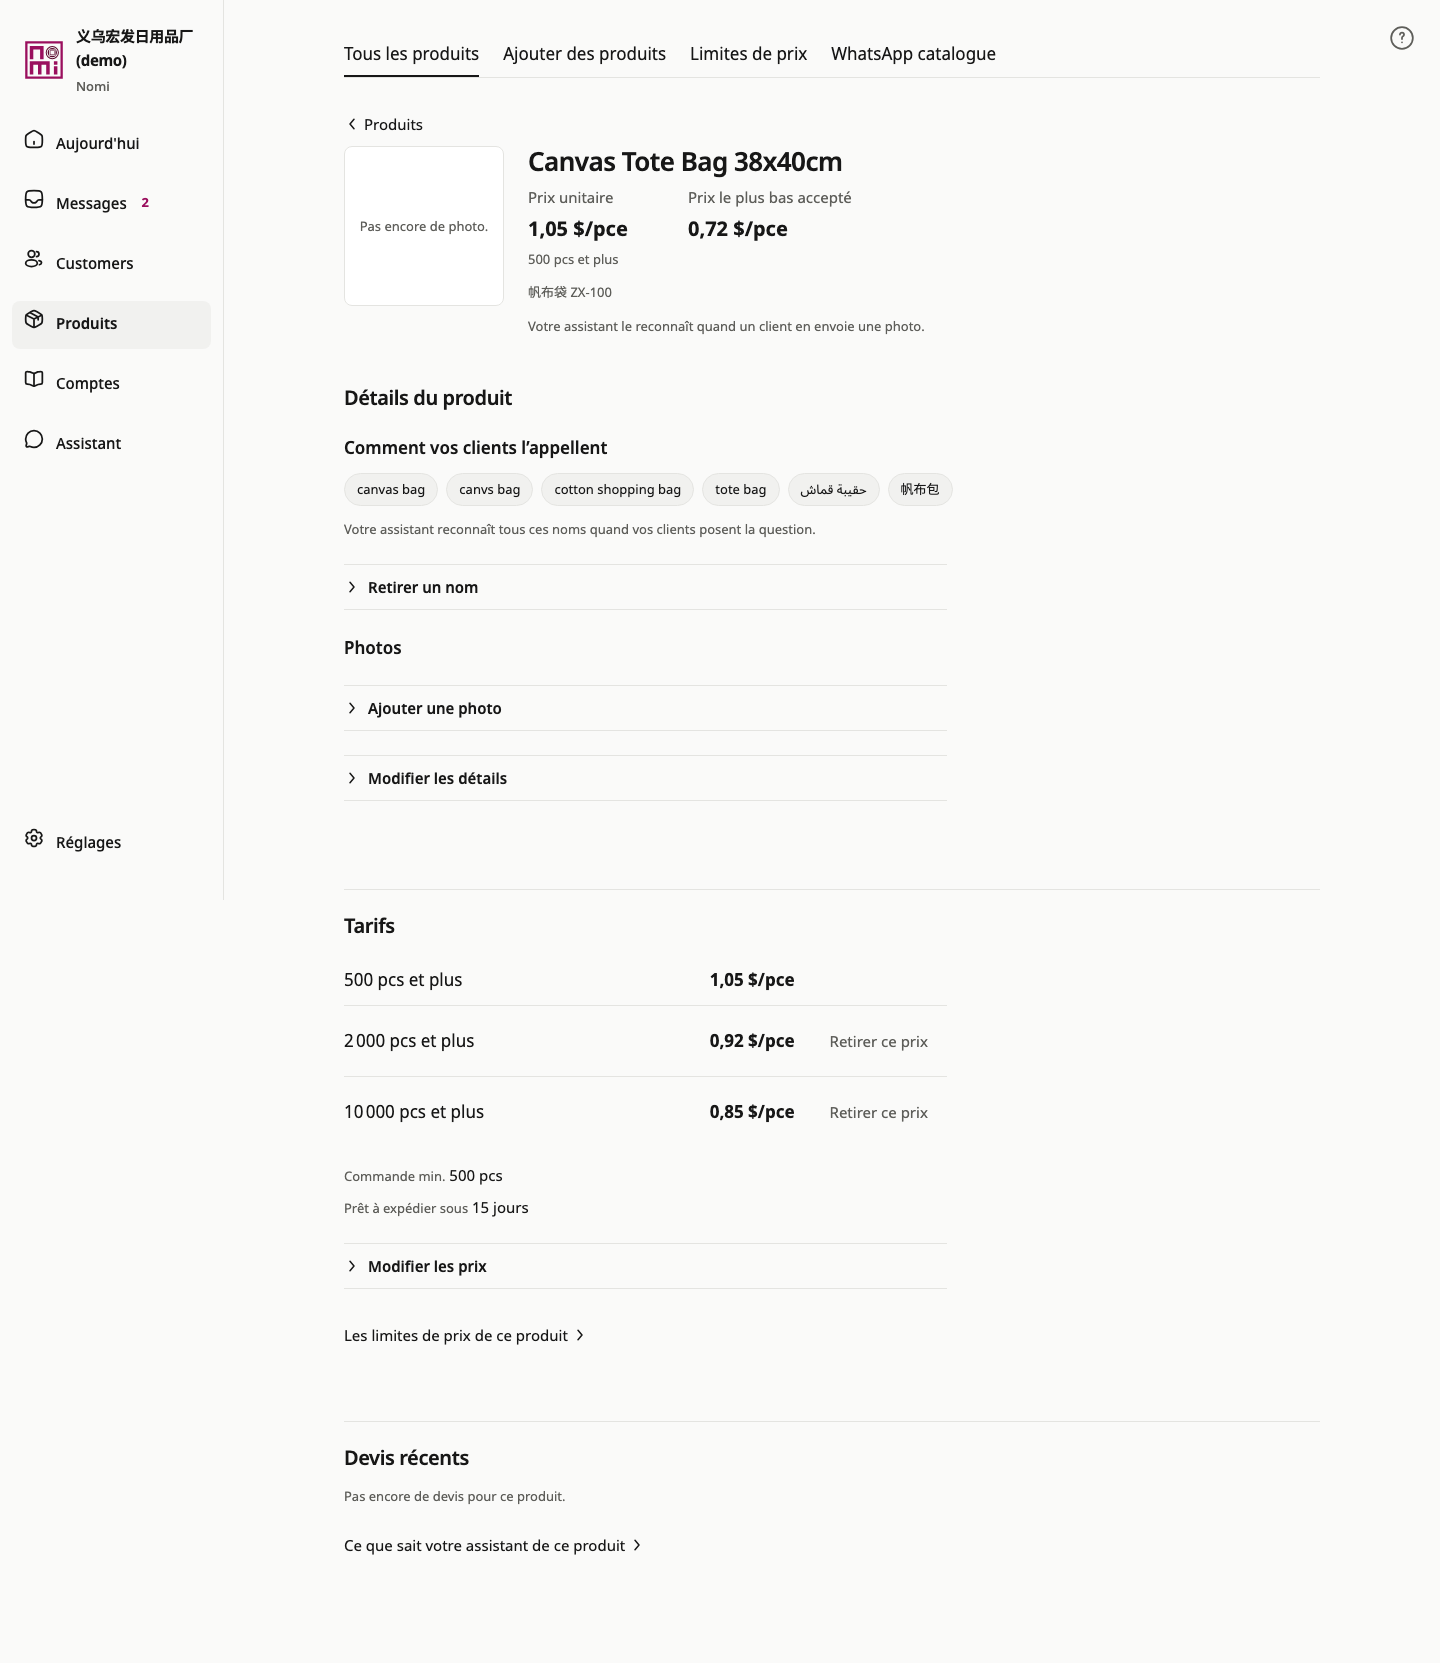 义乌宏发日用品厂
(demo)
Nomi
Aujourd'hui
Messages 2
Customers
Produits
Comptes
Assistant
Réglages
Tous les produits Ajouter des produits Limites de prix WhatsApp catalogue
Produits
Pas encore de photo.
Canvas Tote Bag 38x40cm
Prix unitaire Prix le plus bas accepté
1,05 $/pce 0,72 $/pce
500 pcs et plus
帆布袋 ZX-100
Votre assistant le reconnaît quand un client en envoie une photo.
Détails du produit
Comment vos clients l’appellent
canvas bag canvs bag cotton shopping bag tote bag حقيبة قماش 帆布包
Votre assistant reconnaît tous ces noms quand vos clients posent la question.
Retirer un nom
Photos
Ajouter une photo
Modifier les détails
Tarifs
500 pcs et plus 1,05 $/pce
2 000 pcs et plus 0,92 $/pce Retirer ce prix
10 000 pcs et plus 0,85 $/pce Retirer ce prix
Commande min. 500 pcs
Prêt à expédier sous 15 jours
Modifier les prix
Les limites de prix de ce produit
Devis récents
Pas encore de devis pour ce produit.
Ce que sait votre assistant de ce produit